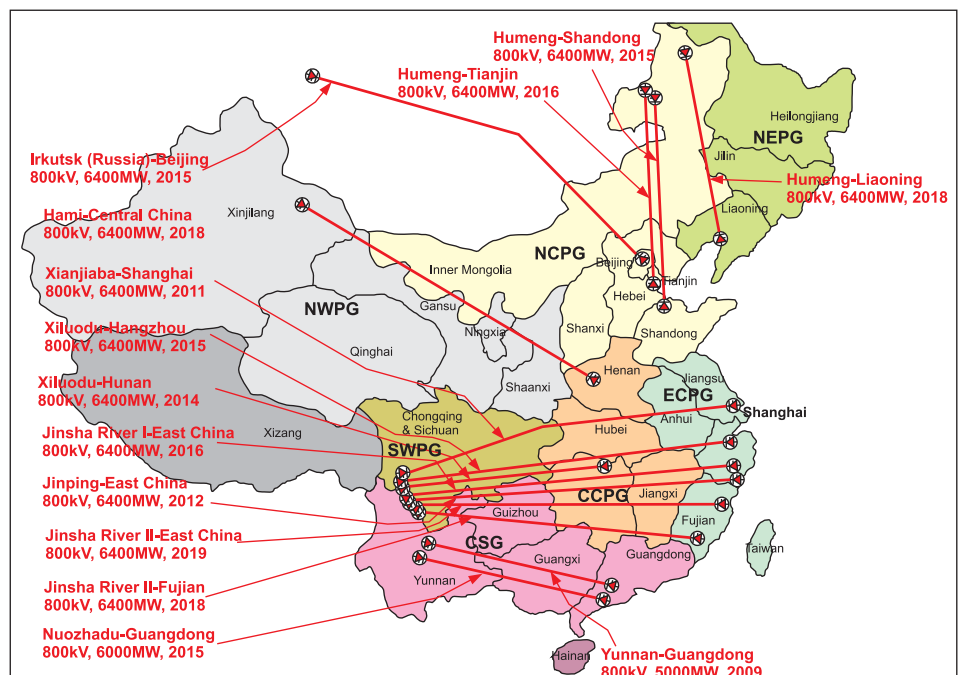 Humeng-Shandong
800kV, 6400MW, 2015
Humeng-Tianjin
800kV, 6400MW, 2016
Heilongjiang
NEPG
Jilin
Irkutsk (Russia)-Beijing
800kV, 6400MW, 2015
Humeng-Liaoning
800kV, 6400MW, 2018
Liaoning
Hami-Central China
800kV, 6400MW, 2018
Xinjilang
NCPG
Beijing
Inner Mongolia
Tianjin
Xianjiaba-Shanghai
800kV, 6400MW, 2011
Hebei
NWPG
Gansu
Ningxia
Shanxi
Shandong
Xiluodu-Hangzhou
800kV, 6400MW, 2015
Qinghai
Henan
Shaanxi
Jiangsu
Xiluodu-Hunan
800kV, 6400MW, 2014
ECPG
Shanghai
Anhui
Chongqing
& Sichuan
Hubei
Jinsha River I-East China
800kV, 6400MW, 2016
Xizang
SWPG
Jinping-East China
800kV, 6400MW, 2012
CCPG
Jiangxi
Guizhou
Jinsha River II-East China
800kV, 6400MW, 2019
CSG
Fujian
Taiwan
Guangxi
Guangdong
Yunnan
Jinsha River II-Fujian
800kV, 6400MW, 2018
Nuozhadu-Guangdong
800kV, 6000MW, 2015
Hainan
Yunnan-Guangdong
800kV, 5000MW, 2009